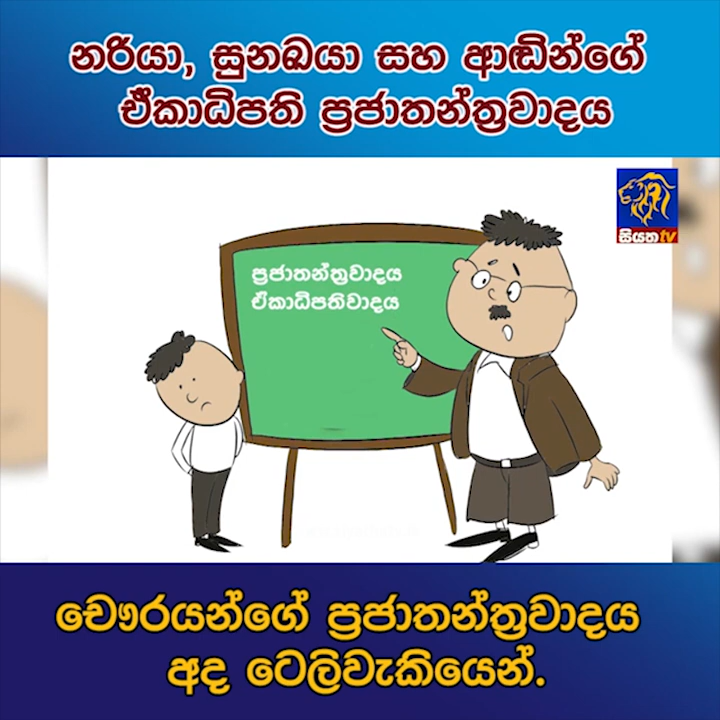 නරියා, සුනඛයා සහ ආඬින්ගේ
ඒකාධිපති ප්‍රජාතන්ත්‍රවාදය
සියත tv
ප්‍රජාතන්ත්‍රවාදය
ඒකාධිපතිවාදය
චෞරයන්ගේ ප්‍රජාතන්ත්‍රවාදය
අද ටෙලිවැකියෙන්.